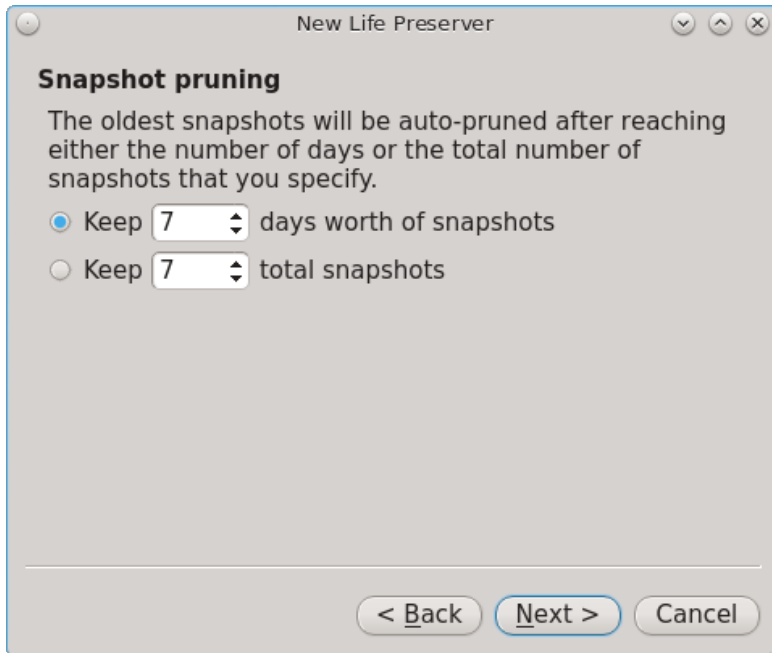 New Life Preserver
Snapshot pruning
The oldest snapshots will be auto-pruned after reaching
either the number of days or the total number of
snapshots that you specify.
Keep 7 days worth of snapshots
Keep 7 total snapshots
< Back Next > Cancel